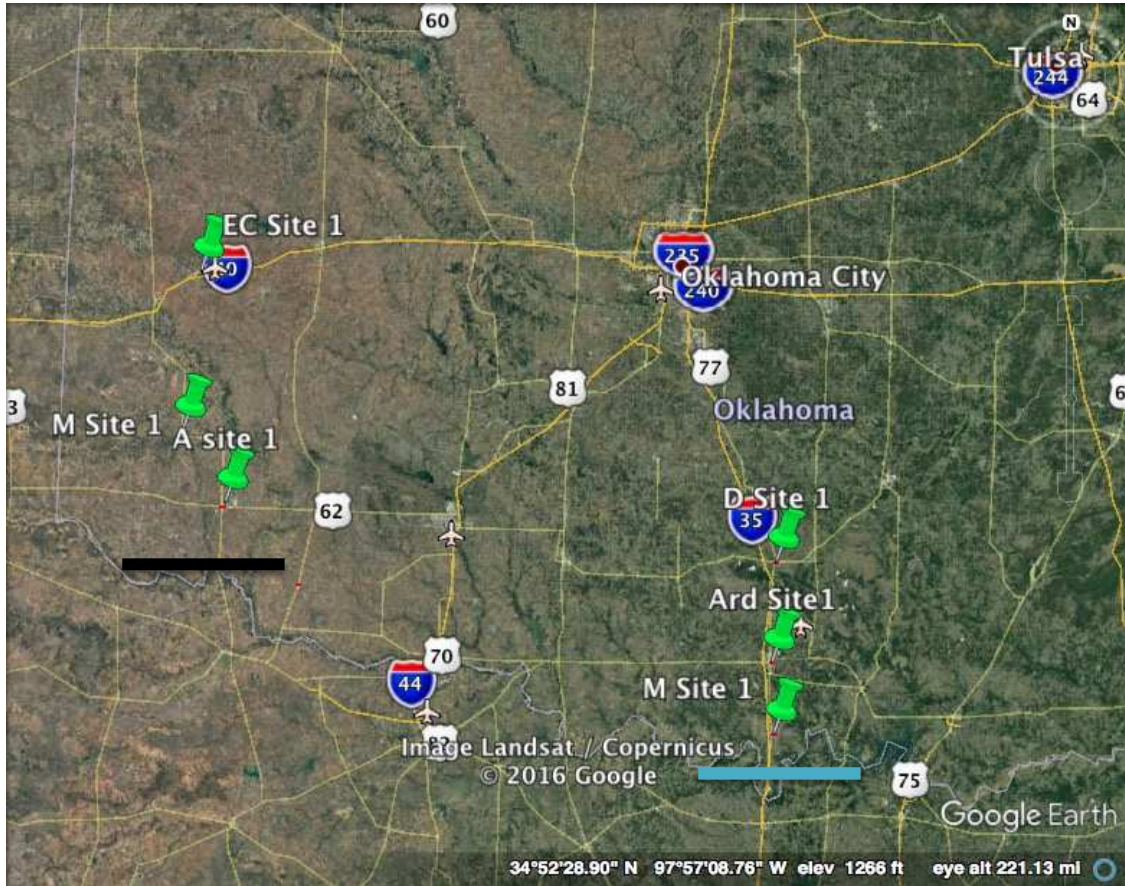 60
N
Tulsa
244
64
EC Site 1
235
Oklahoma City
240
77
81
3
Oklahoma
M Site 1
A site 1
62
D Site 1
35
Ard Site1
70
44
M Site 1
Image Landsat / Copernicus
© 2016 Google
75
Google Earth
34°52'28.90" N 97°57'08.76" W elev 1266 ft eye alt 221.13 mi